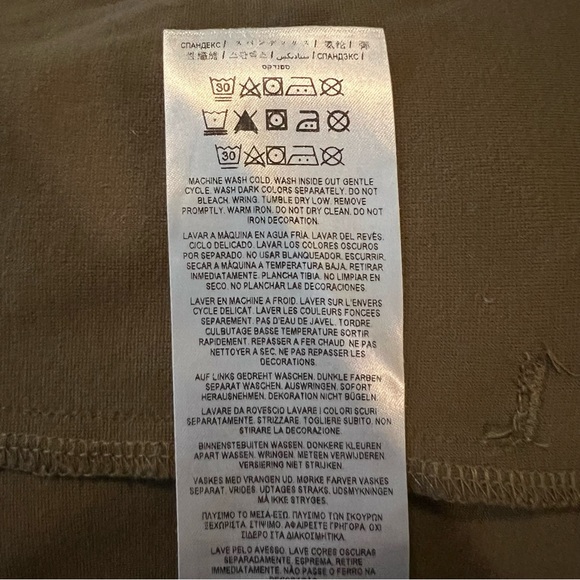 СПАНДЕКС / スパンデックス / 氨纶 / 弹
性纖維 / 스판덱스 / سباندكس / СПАНДЭКС /
ספנדקס
30
30
MACHINE WASH COLD. WASH INSIDE OUT GENTLE
CYCLE. WASH DARK COLORS SEPARATELY. DO NOT
BLEACH. WRING. TUMBLE DRY LOW. REMOVE
PROMPTLY. WARM IRON. DO NOT DRY CLEAN. DO NOT
IRON DECORATION.
LAVAR A MÀQUINA EN AGUA FRÍA. LAVAR DEL REVÉS.
CICLO DELICADO. LAVAR LOS COLORES OSCUROS
POR SEPARADO. NO USAR BLANQUEADOR. ESCURRIR.
SECAR A MÁQUINA A TEMPERATURA BAJA. RETIRAR
INMEDIATAMENTE. PLANCHA TIBIA. NO LIMPIAR EN
SECO. NO PLANCHAR LAS DECORACIONES.
LAVER EN MACHINE A FROID. LAVER SUR L'ENVERS
CYCLE DELICAT. LAVER LES COULEURS FONCEES
SEPAREMENT. PAS D'EAU DE JAVEL. TORDRE.
CULBUTAGE BASSE TEMPERATURE SORTIR
RAPIDEMENT. REPASSER A FER CHAUD. NE PAS
NETTOYER A SEC. NE PAS REPASSER LES
DECORATIONS.
AUF LINKS GEDREHT WASCHEN. DUNKLE FARBEN
SEPARAT WASCHEN. AUSWRINGEN. SOFORT
HERAUSNEHMEN. DEKORATION NICHT BÜGELN.
LAVARE DA ROVESCIO LAVARE I COLORI SCURI
SEPARATAMENTE. STRIZZARE. TOGLIERE SUBITO. NON
STIRARE LA DECORAZIONE.
BINNENSTEBUITEN WASSEN. DONKERE KLEUREN
APART WASSEN. WRINGEN. METEEN VERWIJDEREN
VERSIERING NIET STRIJKEN.
VASKES MED VRANGEN UD. MØRKE FARVER VASKES
SEPARAT. VRIDES. UDTAGES STRAKS. UDSMYKNINGEN
MÅ IKKE STRYGES.
ΠΛΥΣΙΜΟ ΤΟ ΜΕΣΑ-ΕΞΩ. ΠΛΥΣΙΜΟ ΤΩΝ ΣΚΟΥΡΩΝ
ΞΕΧΩΡΙΣΤΑ. ΣΤΙΨΙΜΟ. ΑΦΑΙΡΕΣΤΕ ΓΡΗΓΟΡΑ. ΟΧΙ
ΣΙΔΕΡΟ ΣΤΑ ΔΙΑΚΟΣΜΗΤΙΚΑ.
LAVE PELO AVESSO. LAVE CORES OSCURAS
SEPARADAMENTE. ESPREMA. RETIRE
IMEDIATAMENTE. NÃO PASSE O FERRO NA